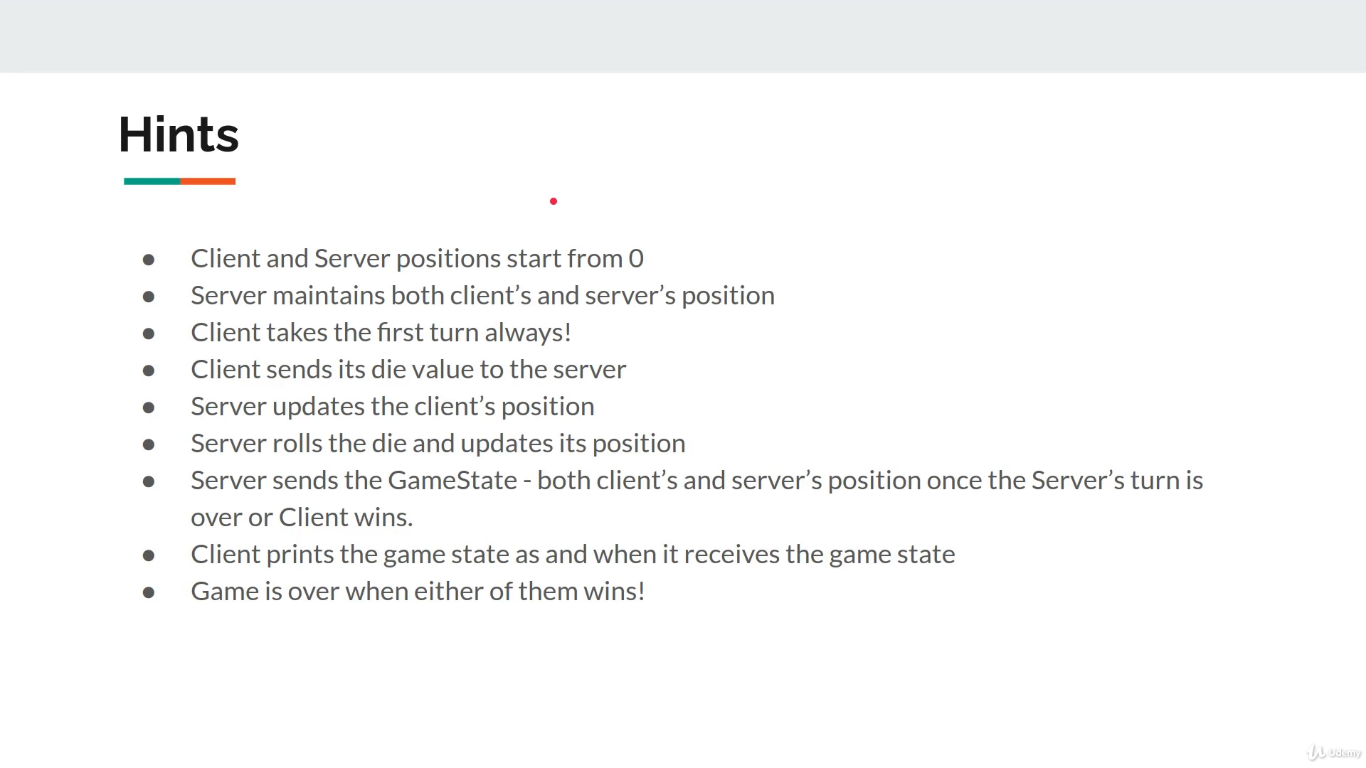 Hints
● Client and Server positions start from 0
● Server maintains both client’s and server’s position
● Client takes the first turn always!
● Client sends its die value to the server
● Server updates the client’s position
● Server rolls the die and updates its position
● Server sends the GameState - both client’s and server’s position once the Server’s turn is
over or Client wins.
● Client prints the game state as and when it receives the game state
● Game is over when either of them wins!
Udemy